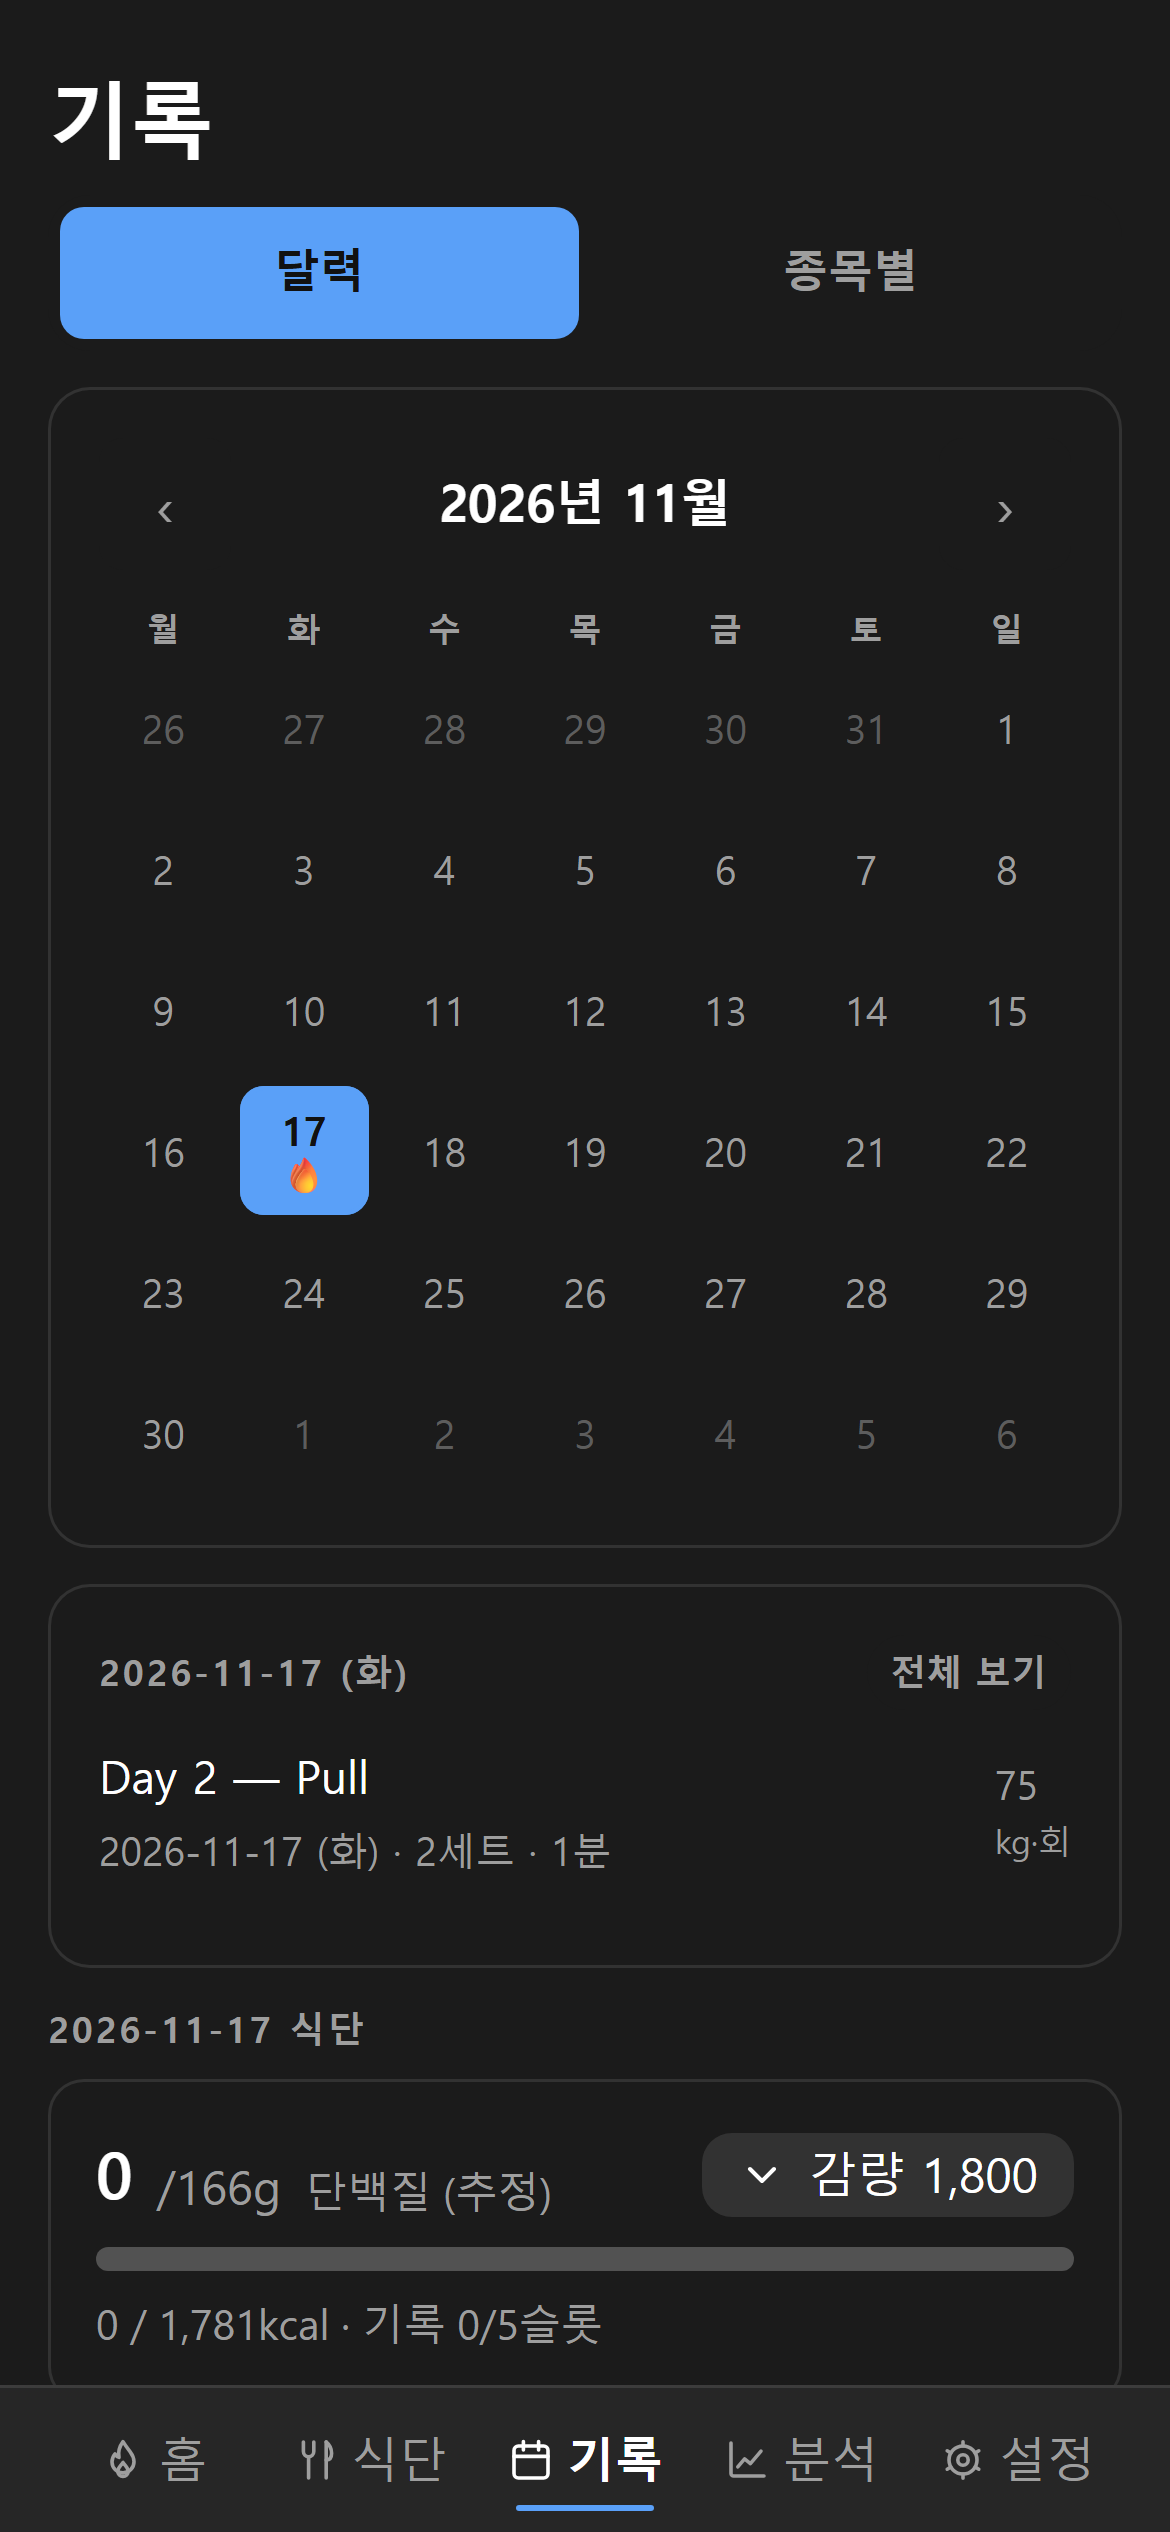 기록
달력 종목별
‹ 2026년 11월 ›
월 화 수 목 금 토 일
26 27 28 29 30 31 1
2 3 4 5 6 7 8
9 10 11 12 13 14 15
16 17 18 19 20 21 22
23 24 25 26 27 28 29
30 1 2 3 4 5 6
2026-11-17 (화) 전체 보기
Day 2 — Pull 75
2026-11-17 (화) · 2세트 · 1분 kg·회
2026-11-17 식단
0 /166g 단백질 (추정) 감량 1,800
0 / 1,781kcal · 기록 0/5슬롯
홈 식단 기록 분석 설정